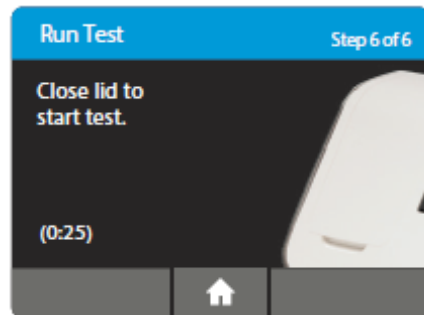 Run Test
Step 6 of 6
Close lid to
start test.
(0:25)